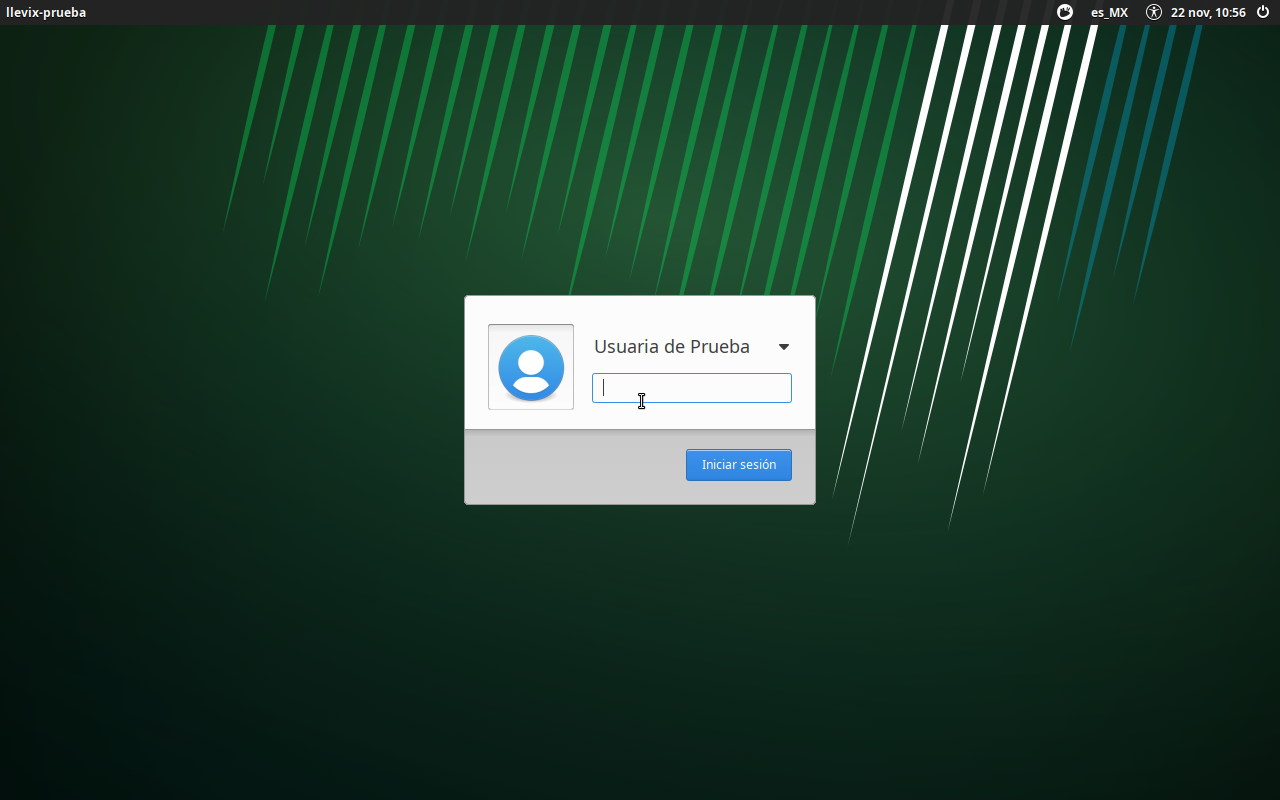 llevix-prueba
es_MX
22 nov, 10:56
Usuaria de Prueba
Iniciar sesión